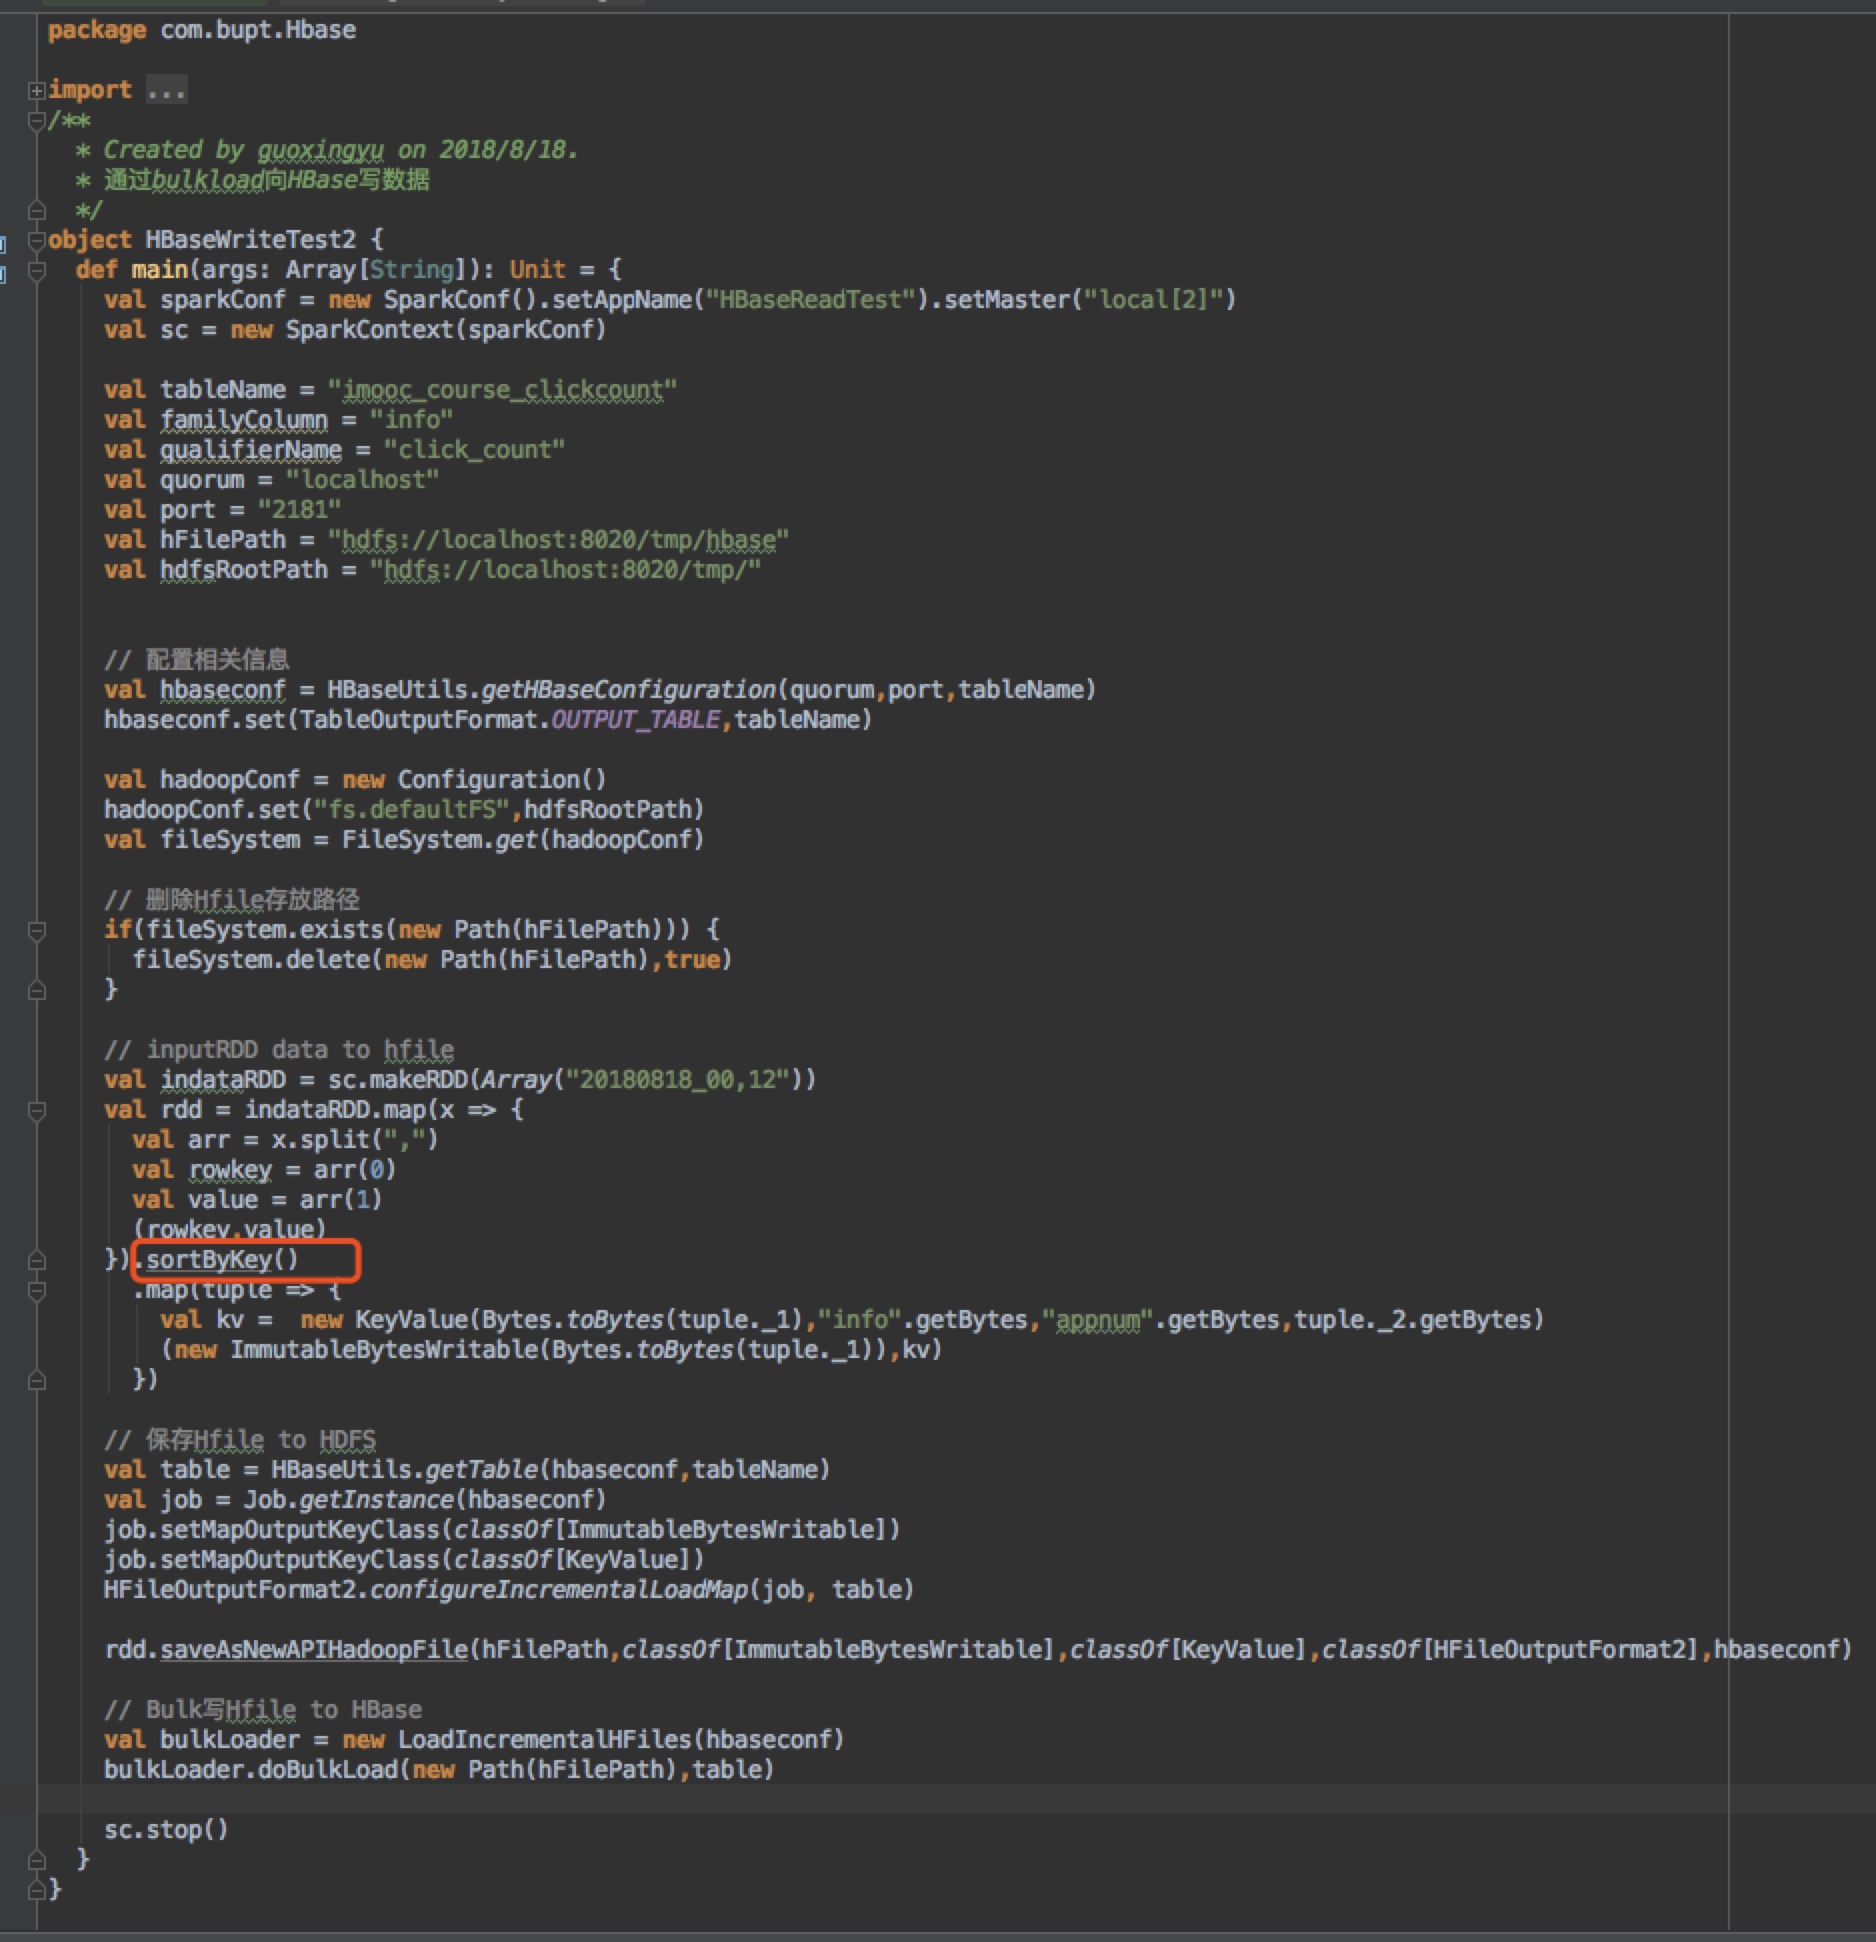 package com.bupt.Hbase
import ...
/**
* Created by guoxingyu on 2018/8/18.
* 通过bulkload向HBase写数据
*/
object HBaseWriteTest2 {
def main(args: Array[String]): Unit = {
val sparkConf = new SparkConf().setAppName("HBaseReadTest").setMaster("local[2]")
val sc = new SparkContext(sparkConf)
val tableName = "imooc_course_clickcount"
val familyColumn = "info"
val qualifierName = "click_count"
val quorum = "localhost"
val port = "2181"
val hFilePath = "hdfs://localhost:8020/tmp/hbase"
val hdfsRootPath = "hdfs://localhost:8020/tmp/"
// 配置相关信息
val hbaseconf = HBaseUtils.getHBaseConfiguration(quorum,port,tableName)
hbaseconf.set(TableOutputFormat.OUTPUT_TABLE,tableName)
val hadoopConf = new Configuration()
hadoopConf.set("fs.defaultFS",hdfsRootPath)
val fileSystem = FileSystem.get(hadoopConf)
// 删除Hfile存放路径
if(fileSystem.exists(new Path(hFilePath))) {
fileSystem.delete(new Path(hFilePath),true)
}
// inputRDD data to hfile
val indataRDD = sc.makeRDD(Array("20180818_00,12"))
val rdd = indataRDD.map(x => {
val arr = x.split(",")
val rowkey = arr(0)
val value = arr(1)
(rowkey,value)
}).sortByKey()
.map(tuple => {
val kv =  new KeyValue(Bytes.toBytes(tuple._1),"info".getBytes,"appnum".getBytes,tuple._2.getBytes)
(new ImmutableBytesWritable(Bytes.toBytes(tuple._1)),kv)
})
// 保存Hfile to HDFS
val table = HBaseUtils.getTable(hbaseconf,tableName)
val job = Job.getInstance(hbaseconf)
job.setMapOutputKeyClass(classOf[ImmutableBytesWritable])
job.setMapOutputKeyClass(classOf[KeyValue])
HFileOutputFormat2.configureIncrementalLoadMap(job, table)
rdd.saveAsNewAPIHadoopFile(hFilePath,classOf[ImmutableBytesWritable],classOf[KeyValue],classOf[HFileOutputFormat2],hbaseconf)
// Bulk写Hfile to HBase
val bulkLoader = new LoadIncrementalHFiles(hbaseconf)
bulkLoader.doBulkLoad(new Path(hFilePath),table)
sc.stop()
}
}